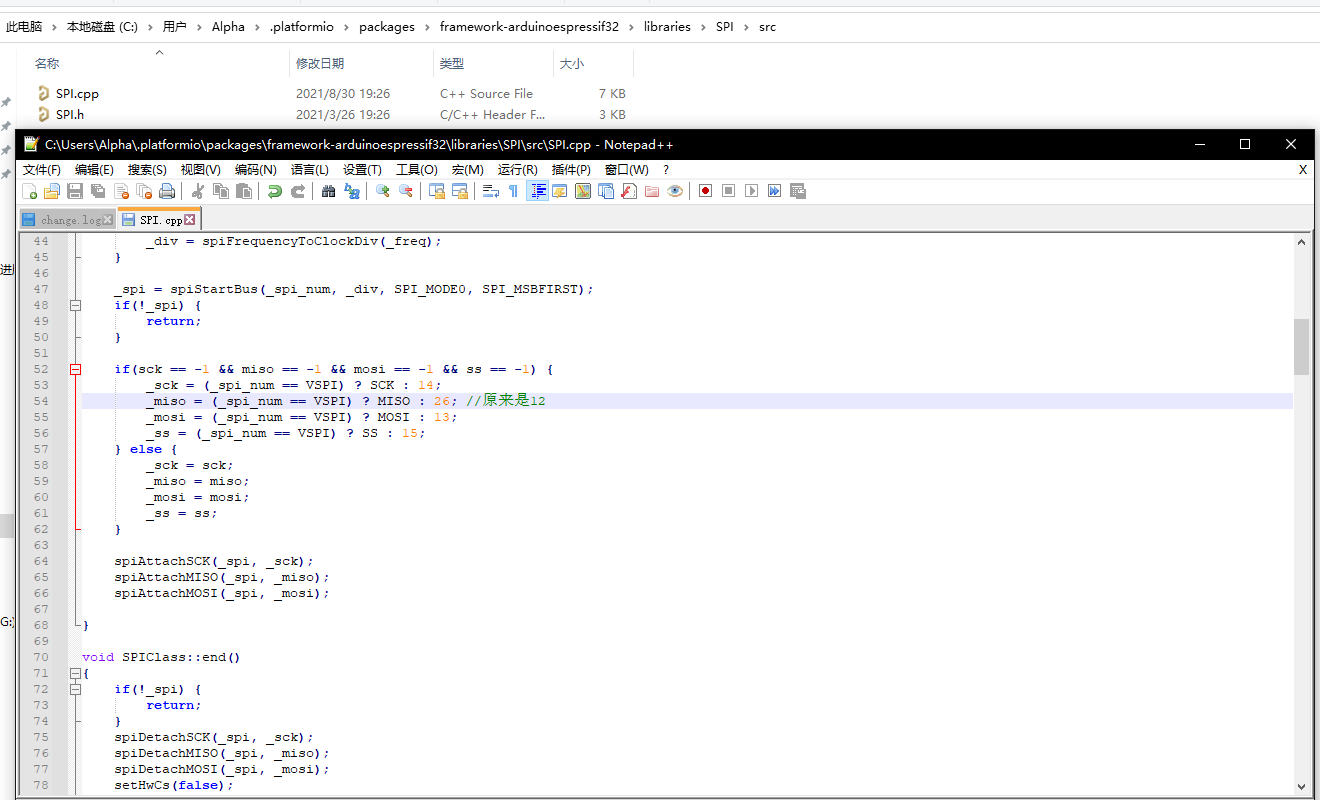 此电脑 › 本地磁盘 (C:) › 用户 › Alpha › .platformio › packages › framework-arduinoespressif32 › libraries › SPI › src
名称 修改日期 类型 大小
SPI.cpp 2021/8/30 19:26 C++ Source File 7 KB
SPI.h 2021/3/26 19:26 C/C++ Header F... 3 KB
C:\Users\Alpha\.platformio\packages\framework-arduinoespressif32\libraries\SPI\src\SPI.cpp - Notepad++
文件(F) 编辑(E) 搜索(S) 视图(V) 编码(N) 语言(L) 设置(T) 工具(O) 宏(M) 运行(R) 插件(P) 窗口(W) ? X
change.log SPI.cpp
44 _div = spiFrequencyToClockDiv(_freq);
45 }
46
47 _spi = spiStartBus(_spi_num, _div, SPI_MODE0, SPI_MSBFIRST);
48 if(!_spi) {
49 return;
50 }
51
52 if(sck == -1 && miso == -1 && mosi == -1 && ss == -1) {
53 _sck = (_spi_num == VSPI) ? SCK : 14;
54 _miso = (_spi_num == VSPI) ? MISO : 26; //原来是12
55 _mosi = (_spi_num == VSPI) ? MOSI : 13;
56 _ss = (_spi_num == VSPI) ? SS : 15;
57 } else {
58 _sck = sck;
59 _miso = miso;
60 _mosi = mosi;
61 _ss = ss;
62 }
63
64 spiAttachSCK(_spi, _sck);
65 spiAttachMISO(_spi, _miso);
66 spiAttachMOSI(_spi, _mosi);
67
68 }
69
70 void SPIClass::end()
71 {
72 if(!_spi) {
73 return;
74 }
75 spiDetachSCK(_spi, _sck);
76 spiDetachMISO(_spi, _miso);
77 spiDetachMOSI(_spi, _mosi);
78 setHwCs(false);
G:)